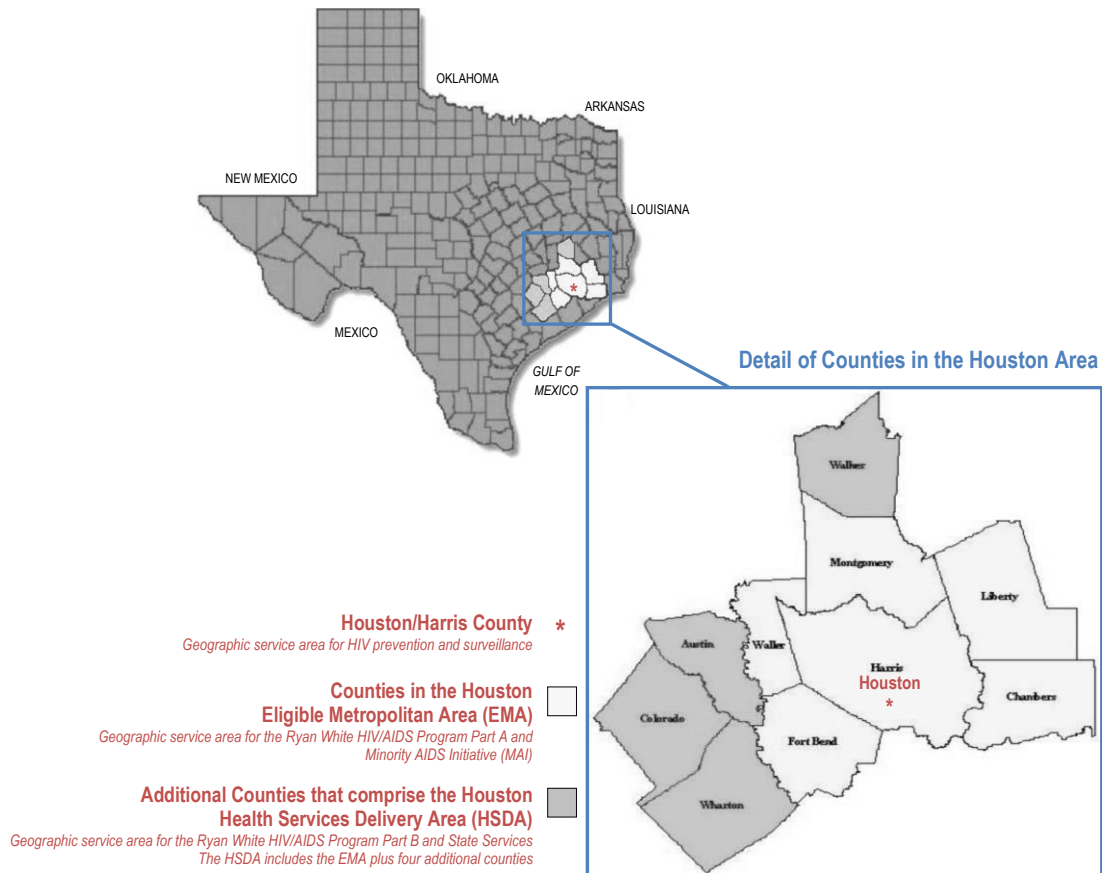 OKLAHOMA
ARKANSAS
NEW MEXICO
LOUISIANA
*
MEXICO
GULF OF
MEXICO
Detail of Counties in the Houston Area
Walker
Montgomery
Liberty
Austin
Waller
Harris
Houston
*
Chambers
Colorado
Fort Bend
Wharton
Houston/Harris County *
Geographic service area for HIV prevention and surveillance
Counties in the Houston
Eligible Metropolitan Area (EMA)
Geographic service area for the Ryan White HIV/AIDS Program Part A and
Minority AIDS Initiative (MAI)
Additional Counties that comprise the Houston
Health Services Delivery Area (HSDA)
Geographic service area for the Ryan White HIV/AIDS Program Part B and State Services
The HSDA includes the EMA plus four additional counties